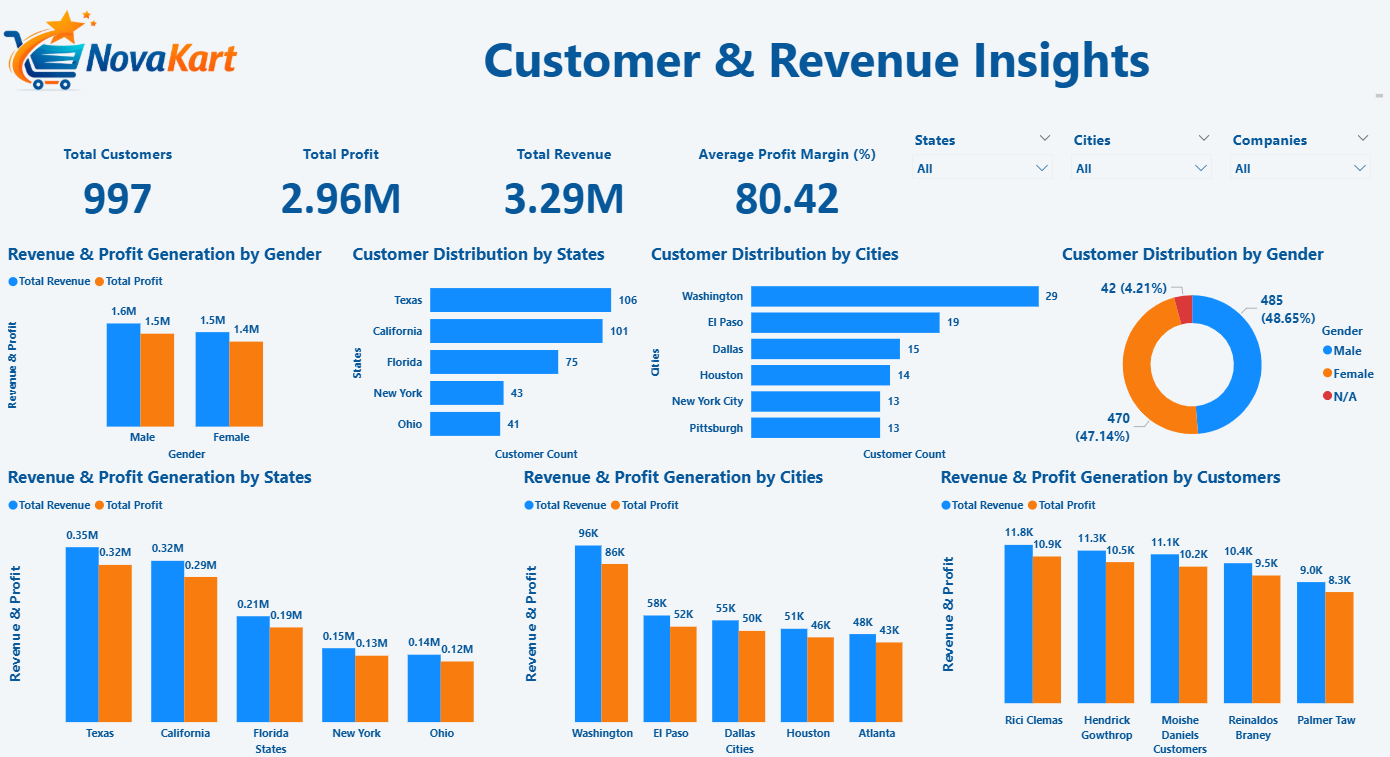 NovaKart
Customer & Revenue Insights
Total Customers
997
Total Profit
2.96M
Total Revenue
3.29M
Average Profit Margin (%)
80.42
States
All
Cities
All
Companies
All
Revenue & Profit Generation by Gender
Total Revenue Total Profit
Revenue & Profit
1.6M
1.5M
1.5M
1.4M
Male
Female
Gender
Customer Distribution by States
States
Texas 106
California 101
Florida 75
New York 43
Ohio 41
Customer Count
Customer Distribution by Cities
Cities
Washington 29
El Paso 19
Dallas 15
Houston 14
New York City 13
Pittsburgh 13
Customer Count
Customer Distribution by Gender
42 (4.21%)
485
(48.65%)
470
(47.14%)
Gender
Male
Female
N/A
Revenue & Profit Generation by States
Total Revenue Total Profit
Revenue & Profit
0.35M
0.32M
0.32M
0.29M
0.21M
0.19M
0.15M
0.13M
0.14M
0.12M
Texas
California
Florida
New York
Ohio
States
Revenue & Profit Generation by Cities
Total Revenue Total Profit
Revenue & Profit
96K
86K
58K
52K
55K
50K
51K
46K
48K
43K
Washington
El Paso
Dallas
Houston
Atlanta
Cities
Revenue & Profit Generation by Customers
Total Revenue Total Profit
Revenue & Profit
11.8K
10.9K
11.3K
10.5K
11.1K
10.2K
10.4K
9.5K
9.0K
8.3K
Rici Clemas
Hendrick
Gowthrop
Moishe
Daniels
Reinaldos
Braney
Palmer Taw
Customers